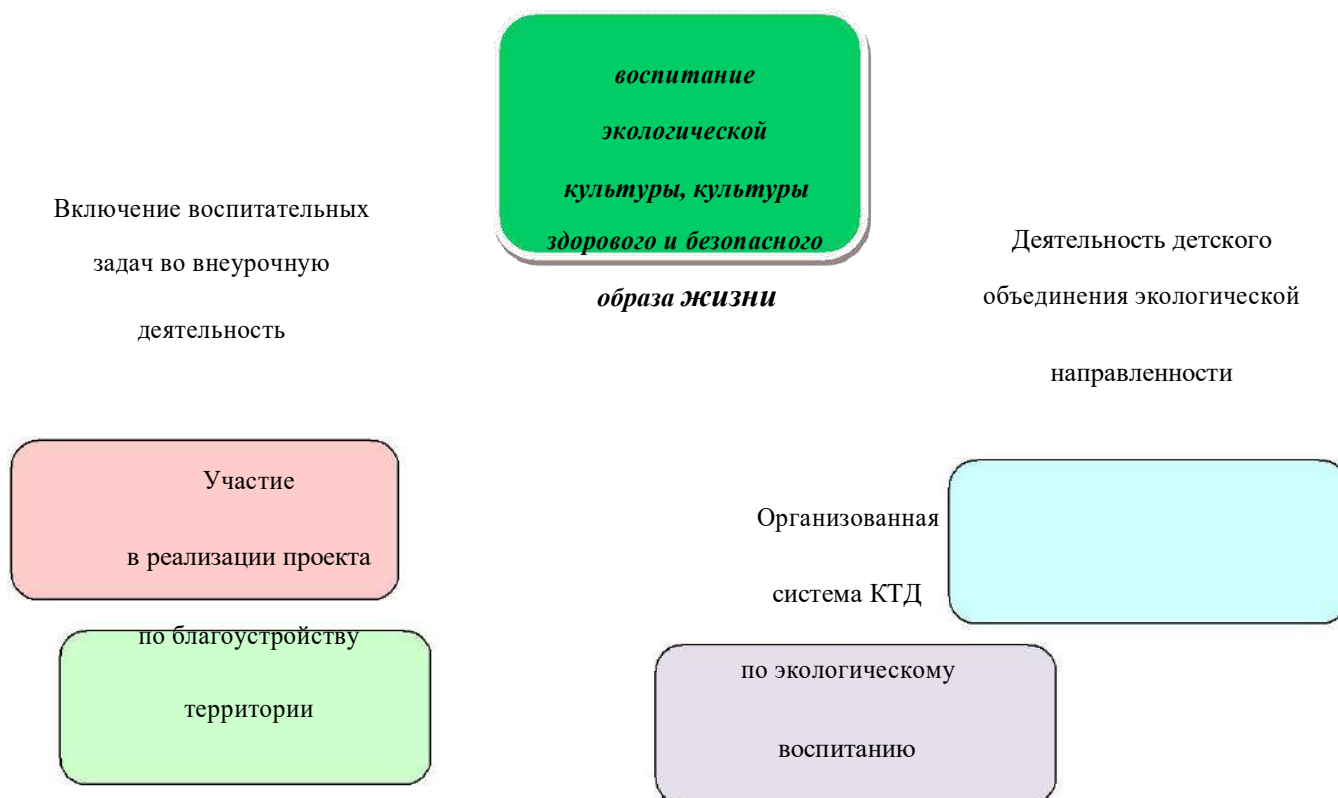 воспитание
экологической
культуры, культуры
здорового и безопасного
образа жизни
Включение воспитательных
задач во внеурочную
деятельность
Деятельность детского
объединения экологической
направленности
Участие
в реализации проекта
по благоустройству
территории
Организованная
система КТД
по экологическому
воспитанию